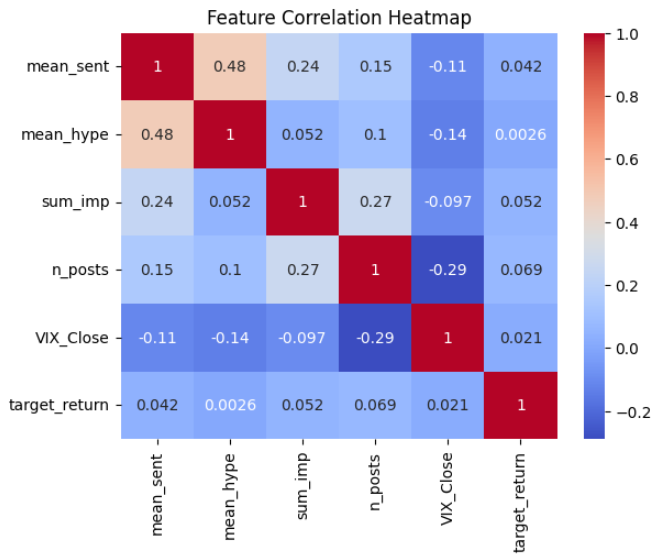 Feature Correlation Heatmap
mean_sent 1 0.48 0.24 0.15 -0.11 0.042
mean_hype 0.48 1 0.052 0.1 -0.14 0.0026
sum_imp 0.24 0.052 1 0.27 -0.097 0.052
n_posts 0.15 0.1 0.27 1 -0.29 0.069
VIX_Close -0.11 -0.14 -0.097 -0.29 1 0.021
target_return 0.042 0.0026 0.052 0.069 0.021 1
mean_sent mean_hype sum_imp n_posts VIX_Close target_return
1.0
0.8
0.6
0.4
0.2
0.0
−0.2